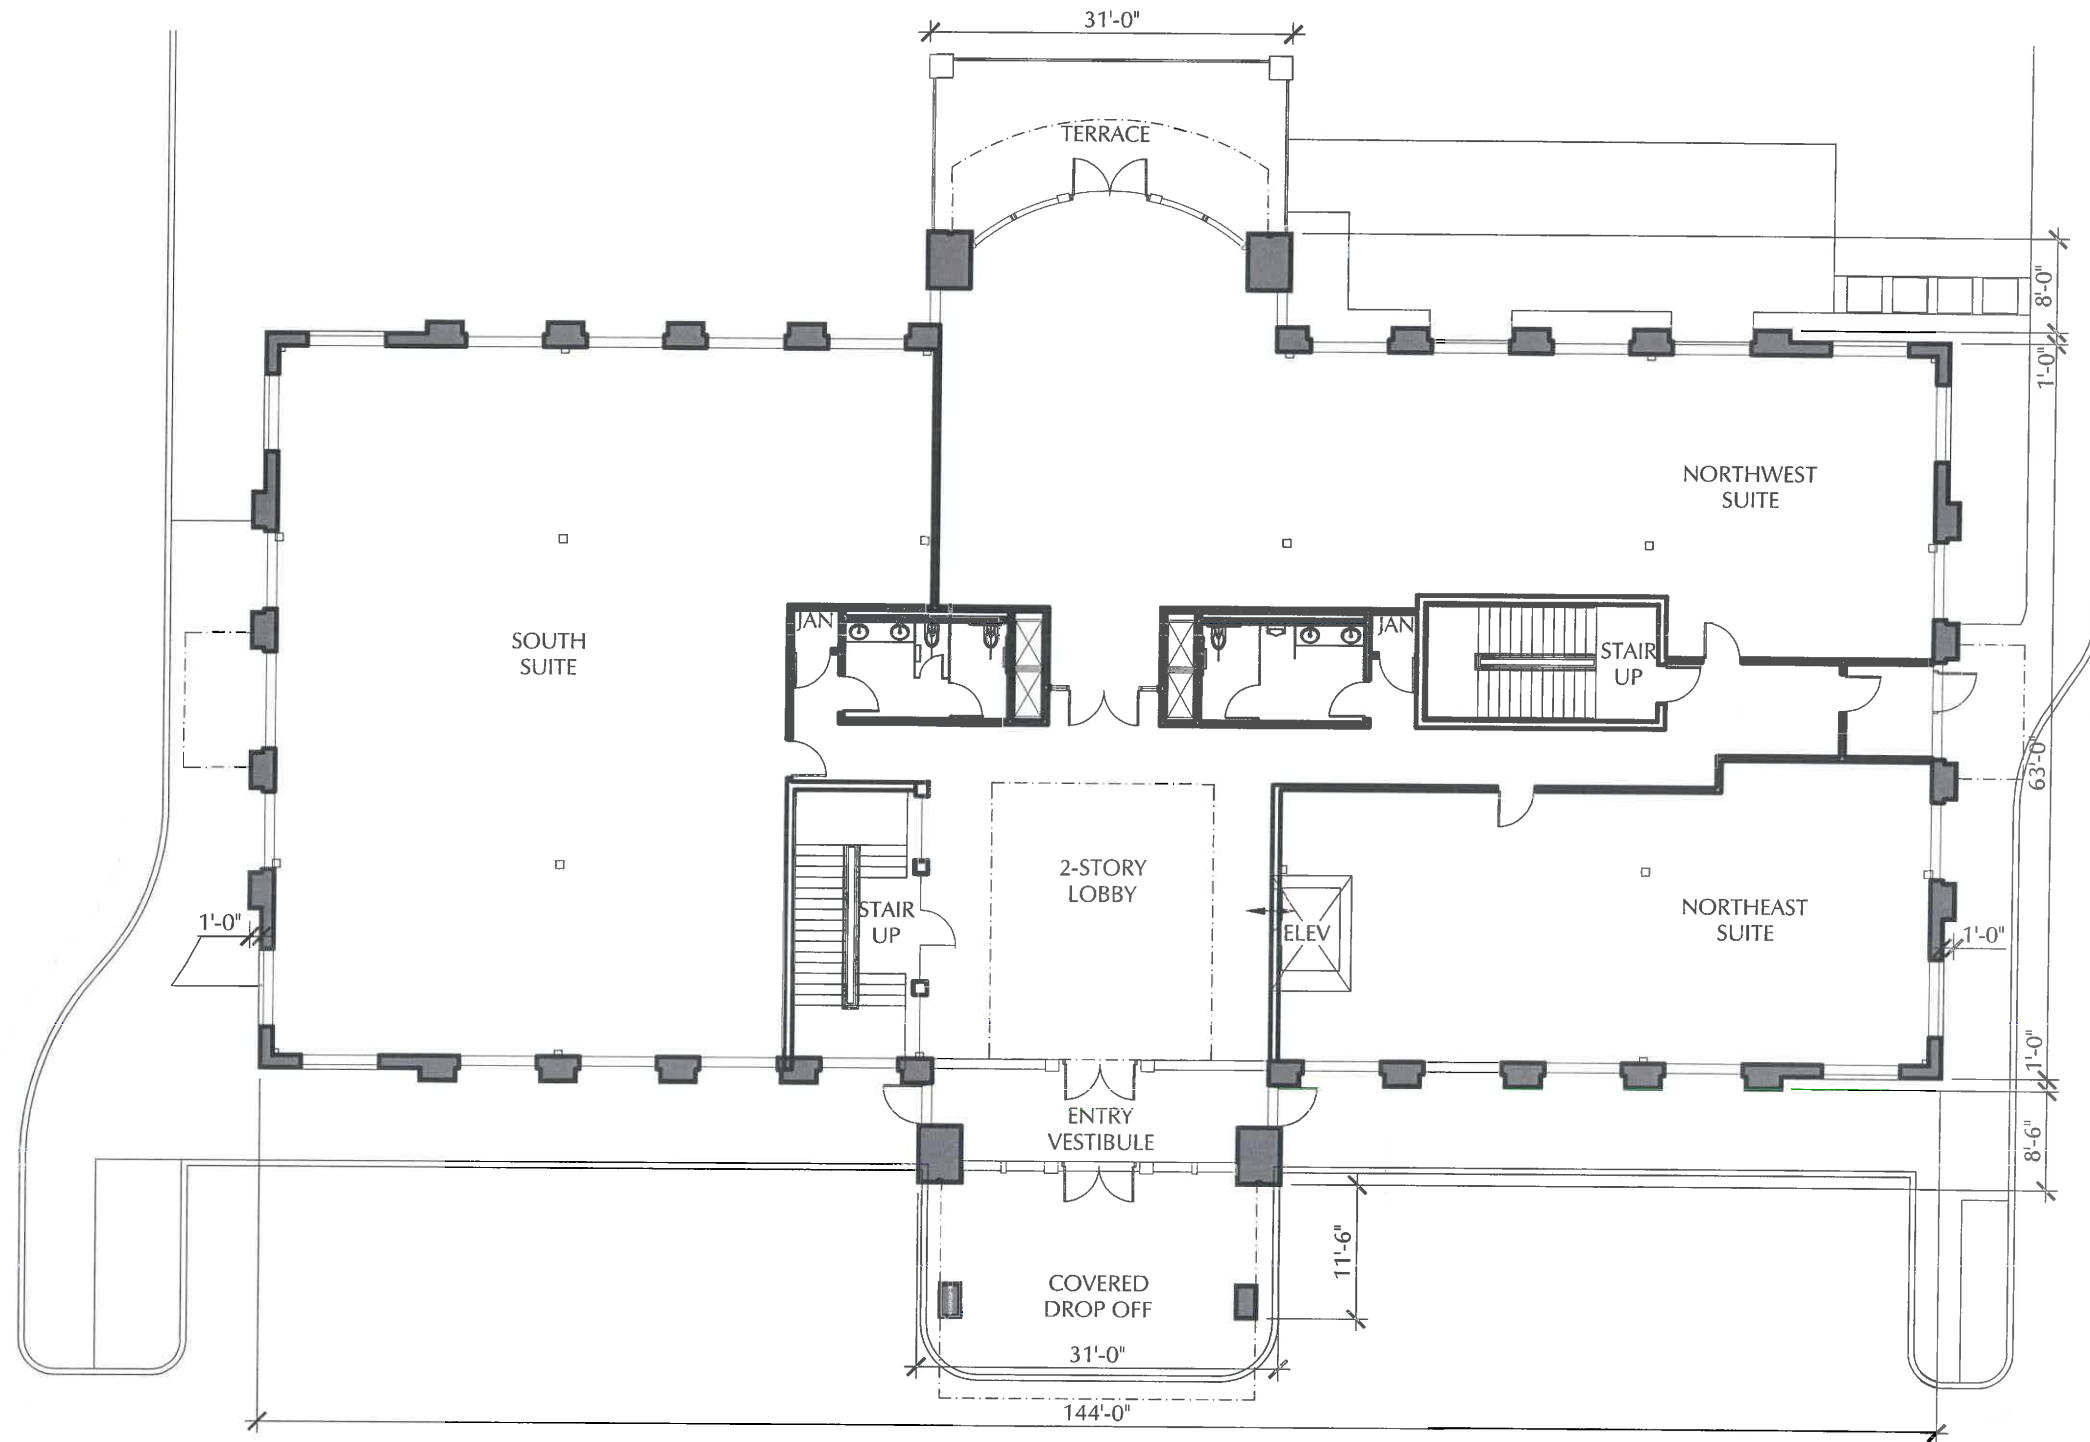 31'-0"
TERRACE
8'-0"
1'-0"
NORTHWEST
SUITE
JAN
JAN
SOUTH
SUITE
STAIR
UP
63'-0"
2-STORY
LOBBY
STAIR
UP
ELEV
NORTHEAST
SUITE
1'-0"
1'-0"
1'-0"
ENTRY
VESTIBULE
8'-6"
11'-6"
COVERED
DROP OFF
31'-0"
144'-0"